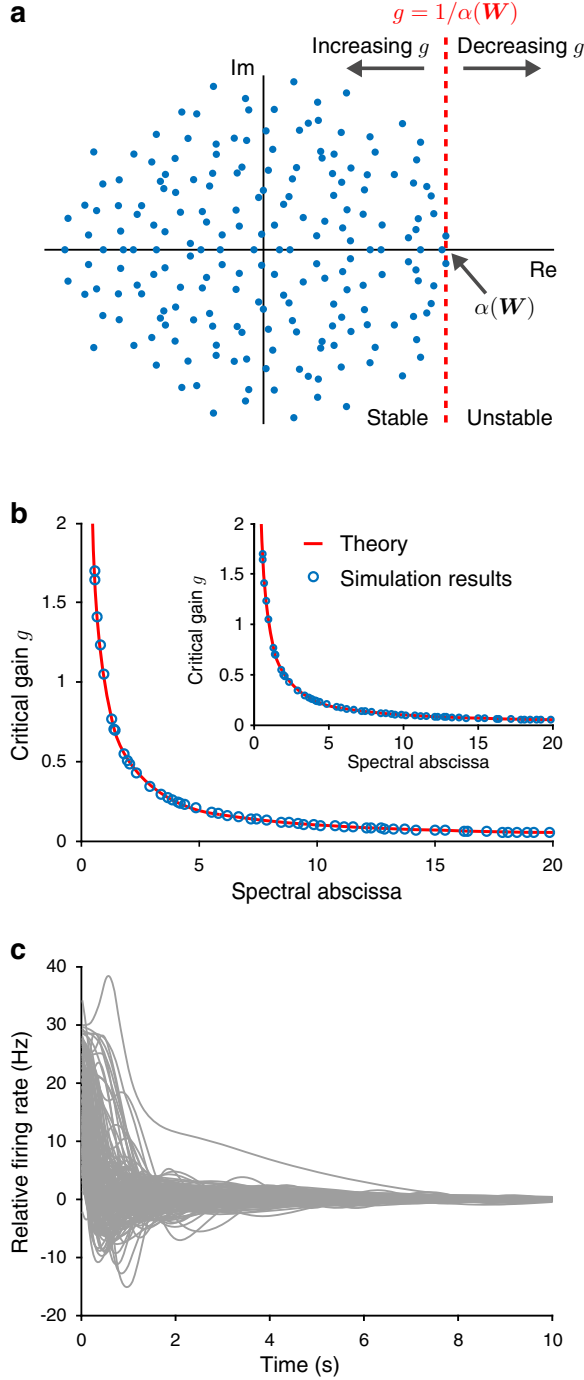 a
g = 1/α(W)
Increasing g
Decreasing g
Im
Re
α(W)
Stable
Unstable
b
2
1.5
1
0.5
0
0
5
10
15
20
Critical gain g
Spectral abscissa
2
1.5
1
0.5
0
0
5
10
15
20
Critical gain g
Spectral abscissa
Theory
Simulation results
c
40
30
20
10
0
-10
-20
0
2
4
6
8
10
Relative firing rate (Hz)
Time (s)